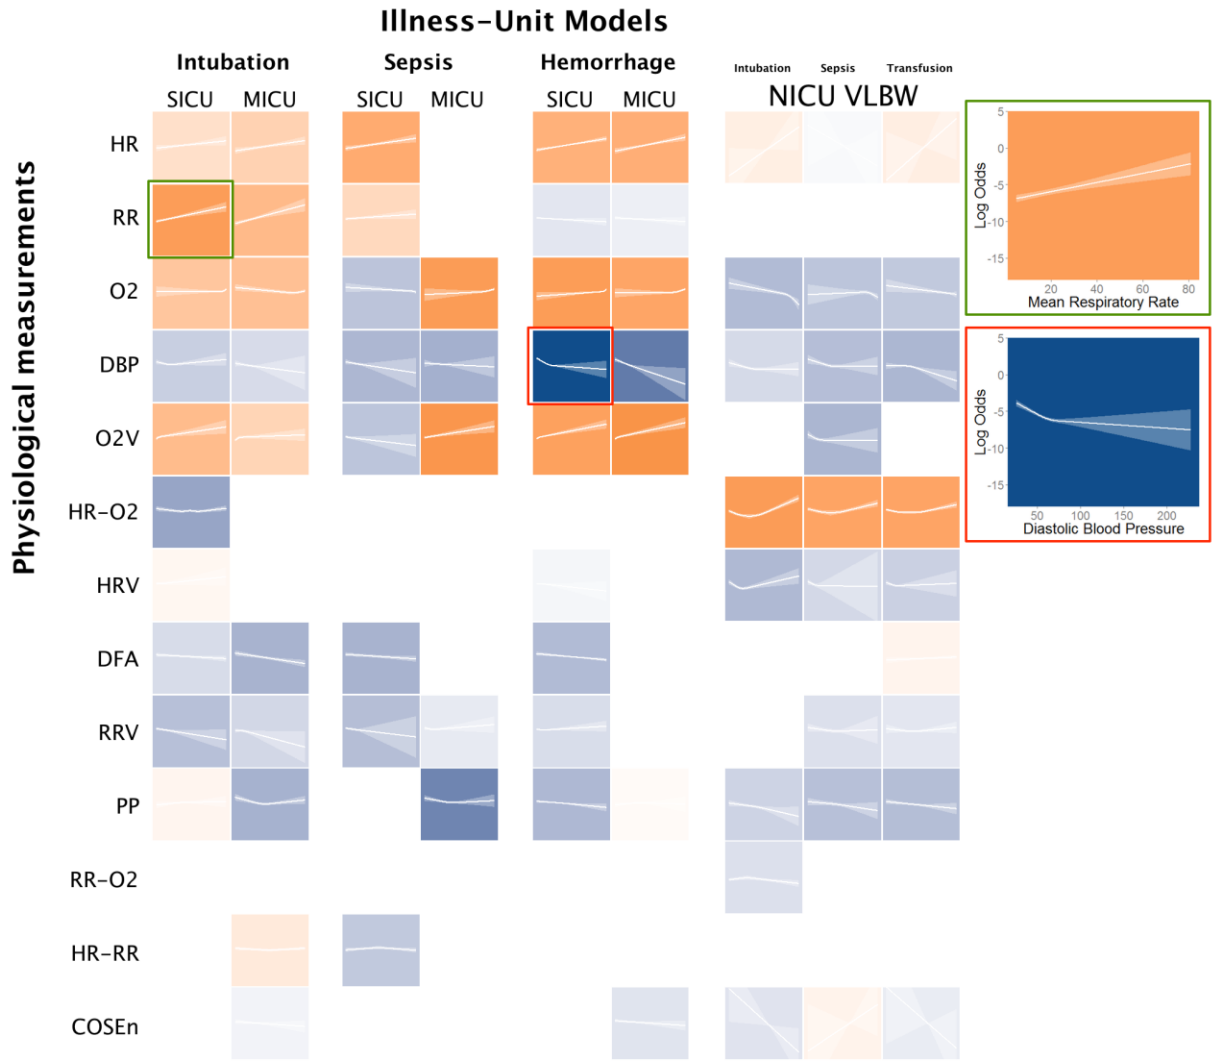 Illness-Unit Models
Intubation Sepsis Hemorrhage
Intubation Sepsis Transfusion
SICU MICU SICU MICU SICU MICU NICU VLBW
Physiological measurements
HR
RR
O2
DBP
O2V
HR-O2
HRV
DFA
RRV
PP
RR-O2
HR-RR
COSEn
5
0
-5
-10
-15
Log Odds
20 40 60 80
Mean Respiratory Rate
5
0
-5
-10
-15
Log Odds
50 100 150 200
Diastolic Blood Pressure